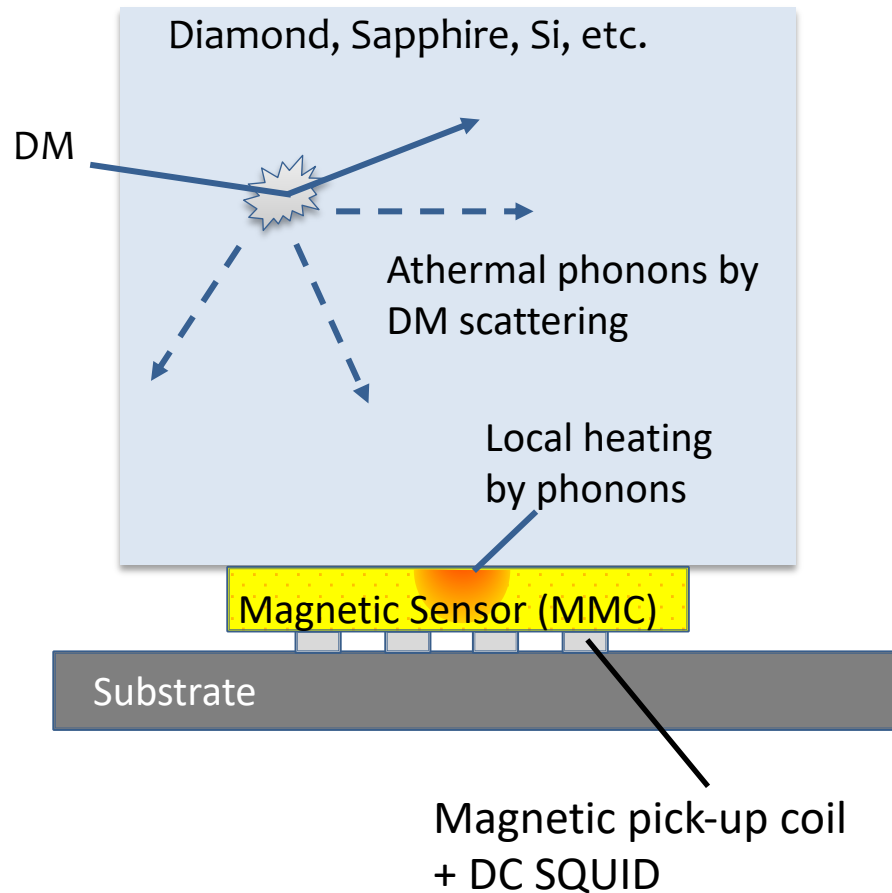 Diamond, Sapphire, Si, etc.
DM
Athermal phonons by
DM scattering
Local heating
by phonons
Magnetic Sensor (MMC)
Substrate
Magnetic pick-up coil
+ DC SQUID